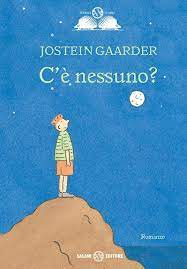 JOSTEIN GAARDER
C'è nessuno?
Romanzo
SALANI EDITORE